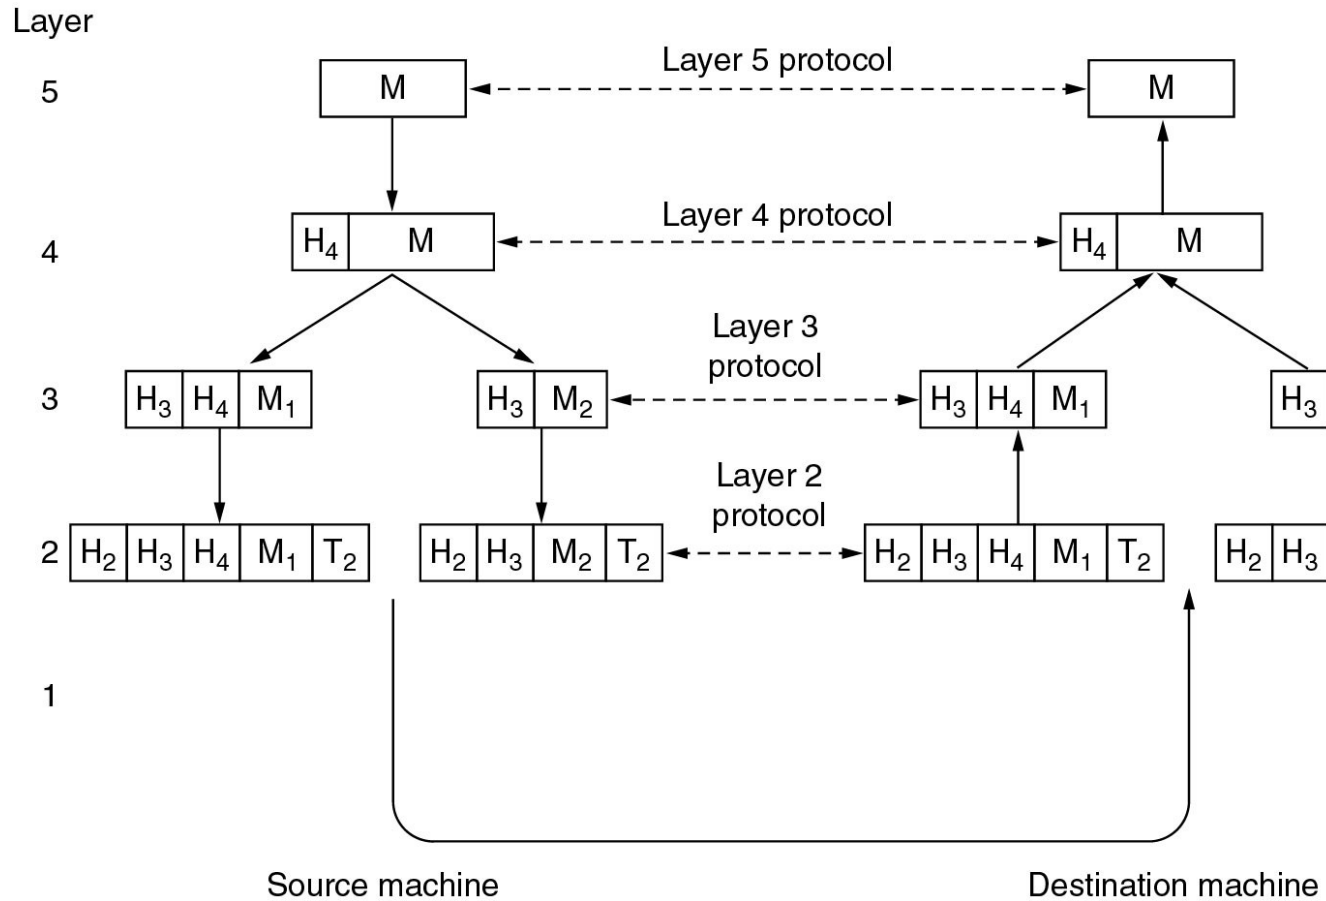 Layer
5 M Layer 5 protocol M
4 H₄ M Layer 4 protocol H₄ M
Layer 3
protocol
3 H₃ H₄ M₁ H₃ M₂ H₃ H₄ M₁ H₃
Layer 2
protocol
2 H₂ H₃ H₄ M₁ T₂ H₂ H₃ M₂ T₂ H₂ H₃ H₄ M₁ T₂ H₂ H₃
1
Source machine Destination machine